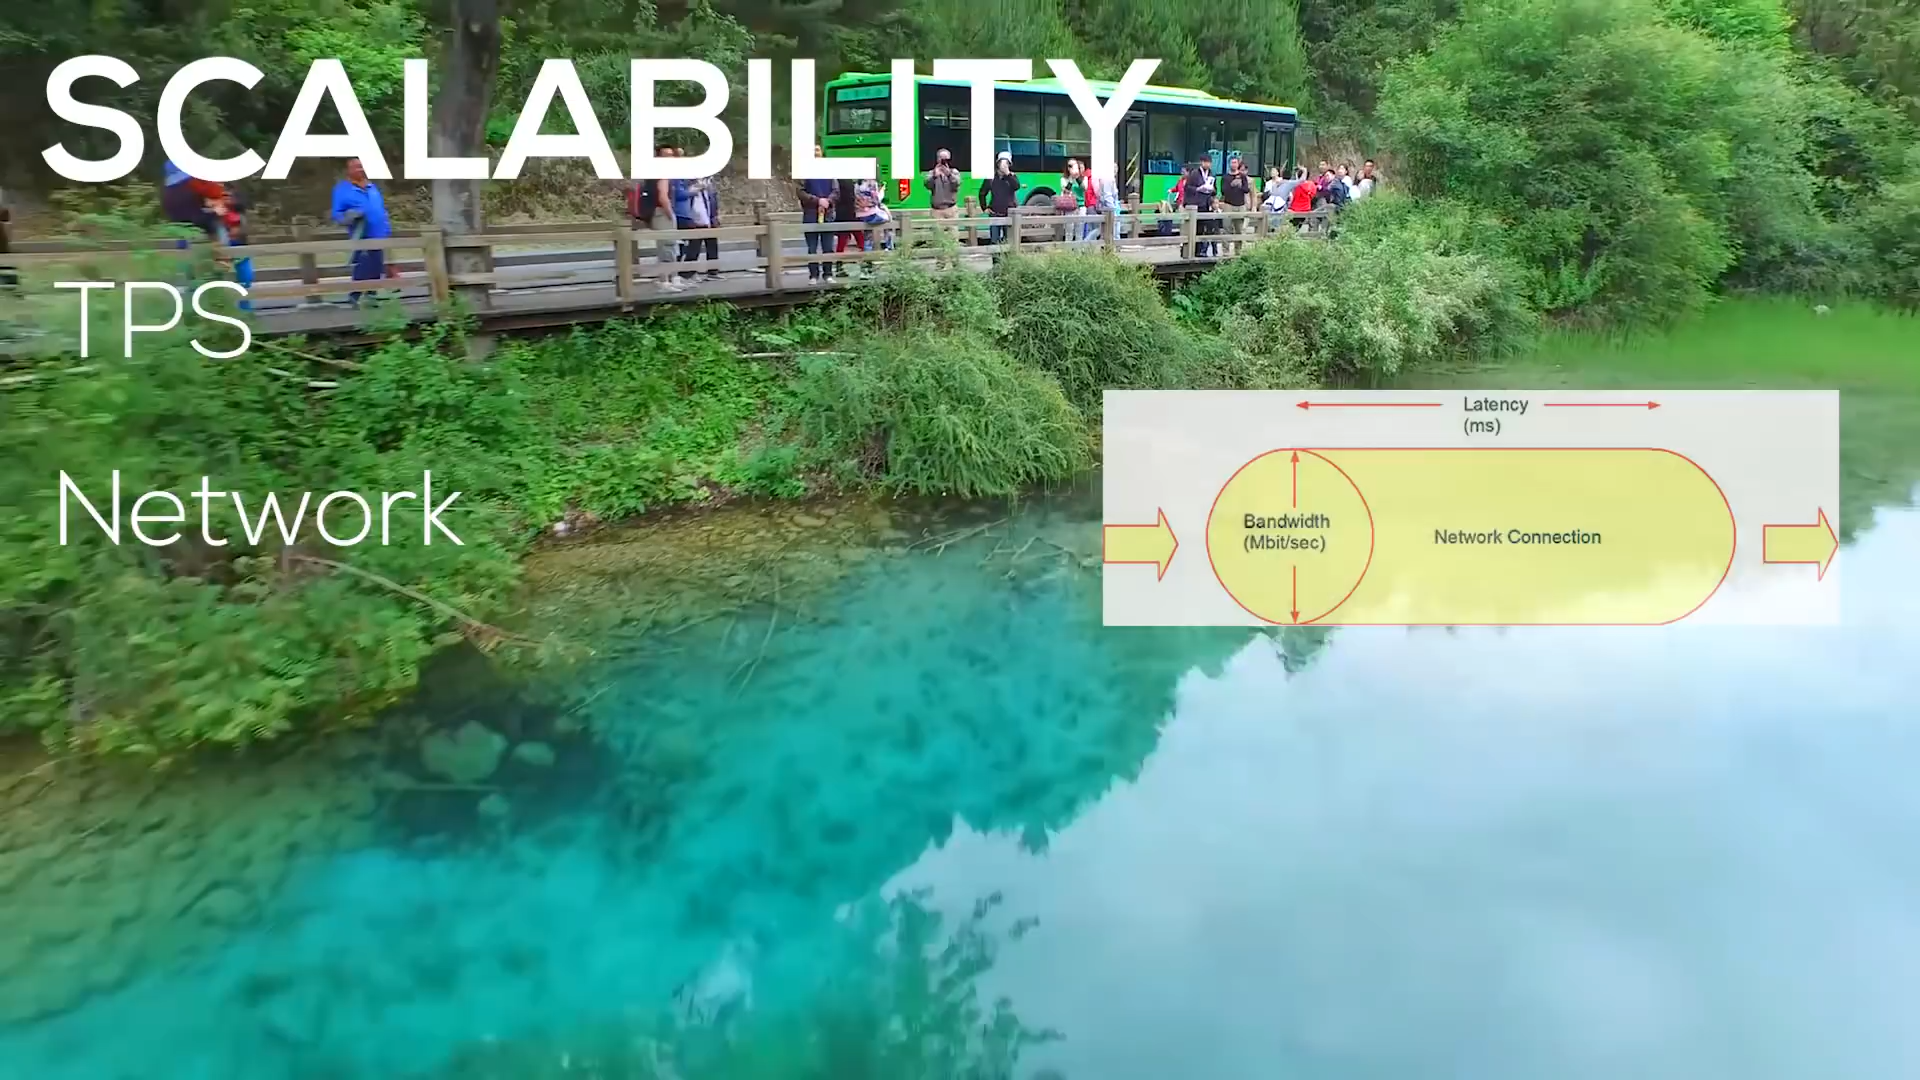 SCALABILITY
TPS
Network
Latency
(ms)
Bandwidth
(Mbit/sec)
Network Connection